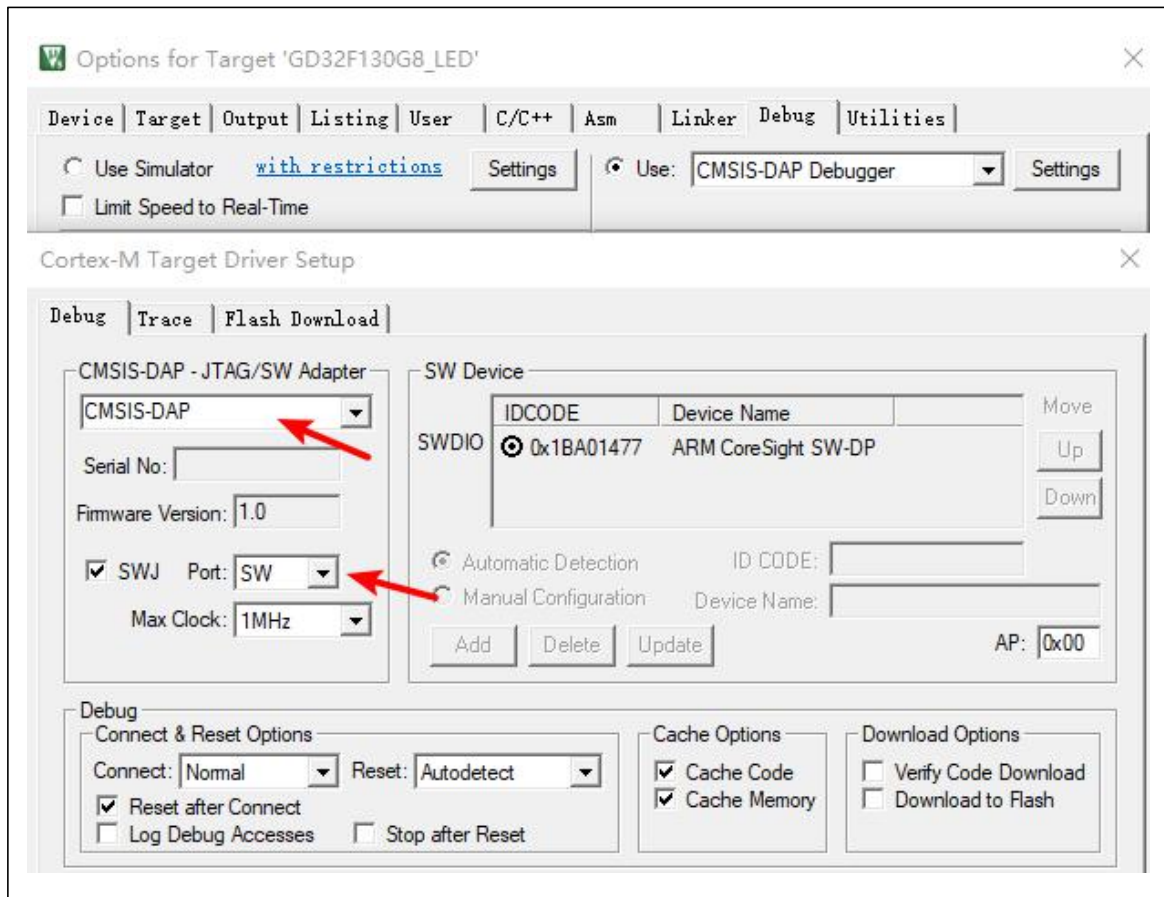 Options for Target 'GD32F130G8_LED'
Device Target Output Listing User C/C++ Asm Linker Debug Utilities
Use Simulator with restrictions Settings Use: CMSIS-DAP Debugger Settings
Limit Speed to Real-Time
Cortex-M Target Driver Setup
Debug Trace Flash Download
CMSIS-DAP - JTAG/SW Adapter
CMSIS-DAP
Serial No:
Firmware Version: 1.0
SWJ Port: SW
Max Clock: 1MHz
SW Device
IDCODE Device Name
SWDIO 0x1BA01477 ARM CoreSight SW-DP
Move
Up
Down
Automatic Detection ID CODE:
Manual Configuration Device Name:
Add Delete Update AP: 0x00
Debug
Connect & Reset Options
Connect: Normal Reset: Autodetect
Reset after Connect
Log Debug Accesses Stop after Reset
Cache Options
Cache Code
Cache Memory
Download Options
Verify Code Download
Download to Flash